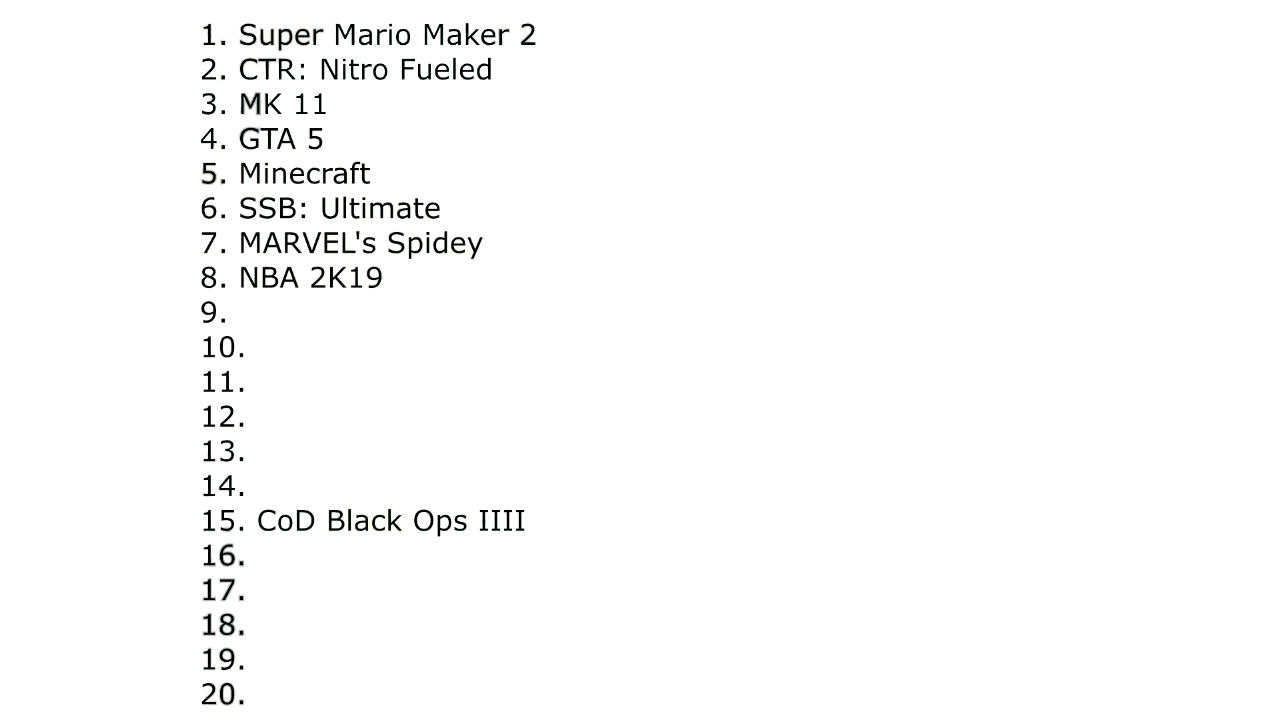 1. Super Mario Maker 2
2. CTR: Nitro Fueled
3. MK 11
4. GTA 5
5. Minecraft
6. SSB: Ultimate
7. MARVEL's Spidey
8. NBA 2K19
9.
10.
11.
12.
13.
14.
15. CoD Black Ops IIII
16.
17.
18.
19.
20.